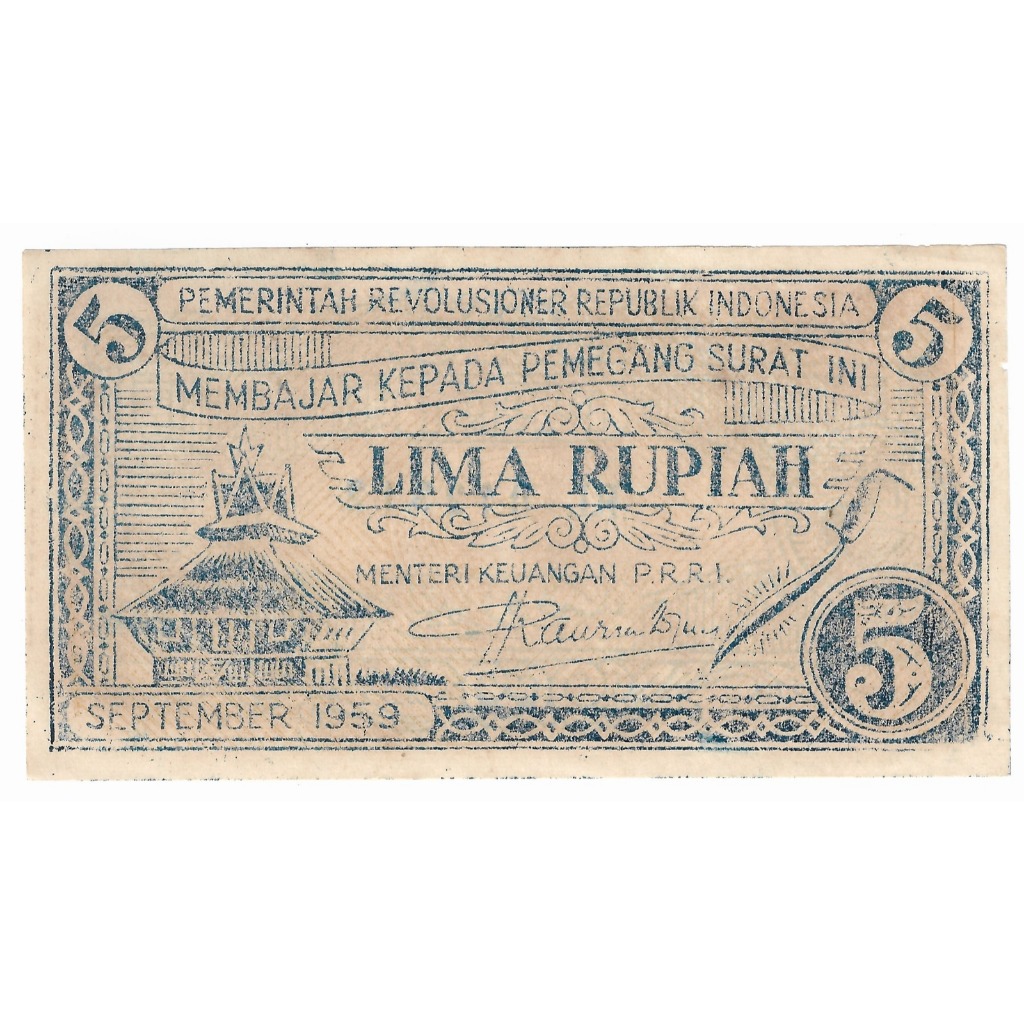 5 PEMERINTAH REVOLUSIONER REPUBLIK INDONESIA 5
MEMBAJAR KEPADA PEMEGANG SURAT INI
LIMA RUPIAH
MENTERI KEUANGAN P.R.R.I.
5
SEPTEMBER 1959